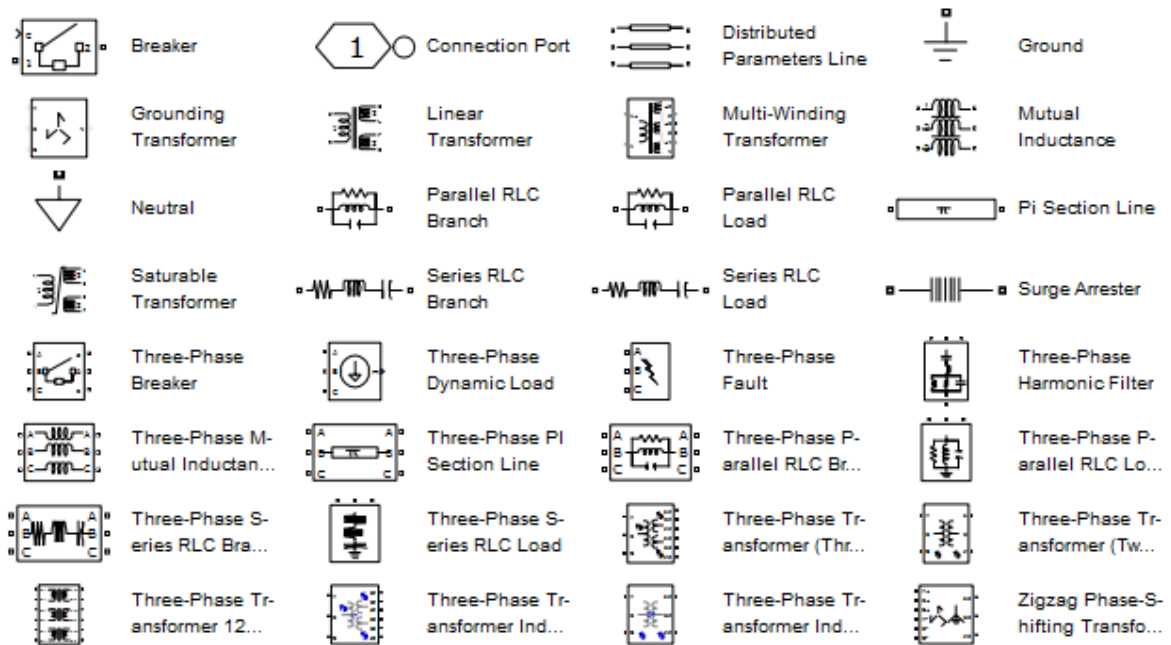 Breaker
1
Connection Port
Distributed
Parameters Line
Ground
Grounding
Transformer
Linear
Transformer
Multi-Winding
Transformer
Mutual
Inductance
Neutral
Parallel RLC
Branch
Parallel RLC
Load
Pi Section Line
Saturable
Transformer
Series RLC
Branch
Series RLC
Load
Surge Arrester
Three-Phase
Breaker
Three-Phase
Dynamic Load
A
B
C
Three-Phase
Fault
Three-Phase
Harmonic Filter
A A
B B
C C
Three-Phase M-
utual Inductan...
A A
B B
C C
Three-Phase PI
Section Line
A A
B B
C C
Three-Phase P-
arallel RLC Br...
Three-Phase P-
arallel RLC Lo...
A A
B B
C C
Three-Phase S-
eries RLC Bra...
Three-Phase S-
eries RLC Load
Three-Phase Tr-
ansformer (Thr...
Three-Phase Tr-
ansformer (Tw...
Three-Phase Tr-
ansformer 12...
Three-Phase Tr-
ansformer Ind...
Three-Phase Tr-
ansformer Ind...
Zigzag Phase-S-
hifting Transfo...